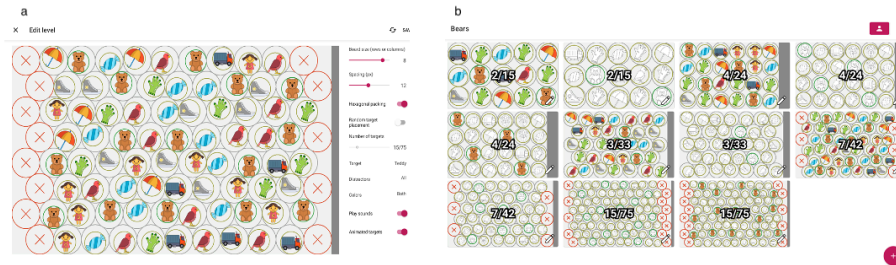 a
Edit level
Board size (rows or columns)
8
Spacing (px)
12
Hexagonal packing
Random target placement
Number of targets
15/75
Target
Teddy
Distractors
All
Colors
Both
Play sounds
b
Bears
2/15
2/15
4/24
4/24
4/24
3/33
3/33
7/42
7/42
15/75
15/75